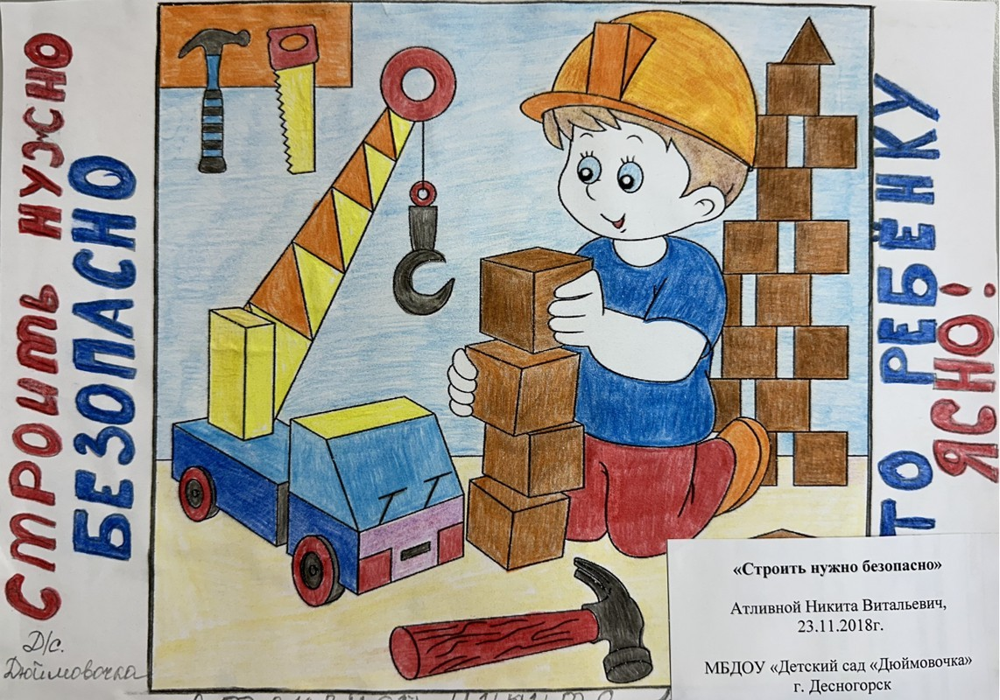 СТРОИТЬ НУЖНО
БЕЗОПАСНО
ТО РЕБЁНКУ
ЯСНО!
Д/с.
Дюймовочка
«Строить нужно безопасно»
Атливной Никита Витальевич,
23.11.2018г.
МБДОУ «Детский сад «Дюймовочка»
г. Десногорск